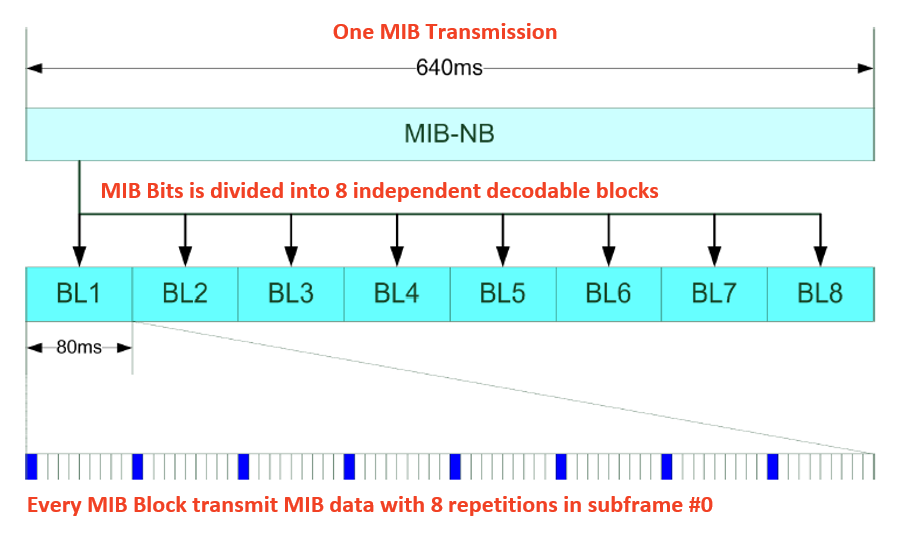 One MIB Transmission
640ms
MIB-NB
MIB Bits is divided into 8 independent decodable blocks
BL1 BL2 BL3 BL4 BL5 BL6 BL7 BL8
80ms
Every MIB Block transmit MIB data with 8 repetitions in subframe #0